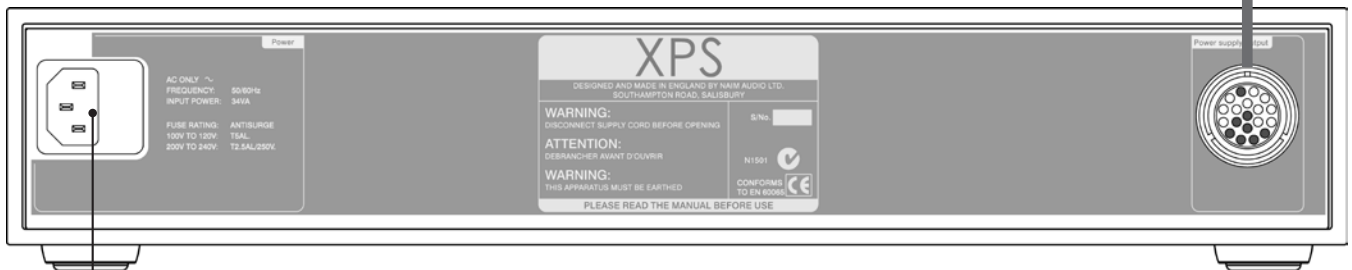 Power
AC ONLY ~
FREQUENCY: 50/60Hz
INPUT POWER: 34VA
FUSE RATING: ANTISURGE
100V TO 120V: T5AL.
200V TO 240V: T2.5AL/250V.
XPS
DESIGNED AND MADE IN ENGLAND BY NAIM AUDIO LTD.
SOUTHAMPTON ROAD, SALISBURY
WARNING:
DISCONNECT SUPPLY CORD BEFORE OPENING
ATTENTION:
DEBRANCHER AVANT D'OUVRIR
WARNING:
THIS APPARATUS MUST BE EARTHED
S/No.
N1501
CONFORMS
TO EN 60065
CE
PLEASE READ THE MANUAL BEFORE USE
Power supply output